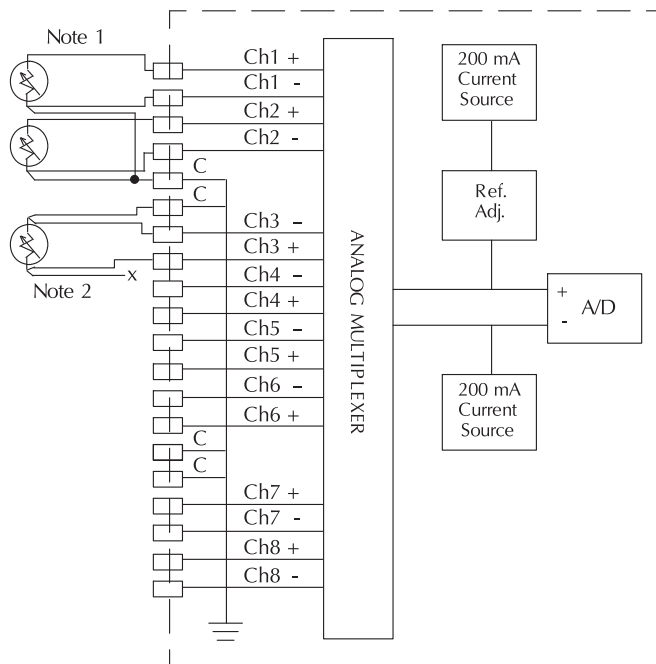 Note 1
Ch1 +
Ch1 -
Ch2 +
Ch2 -
C
C
Ch3 -
Ch3 +
Note 2
x
Ch4 -
Ch4 +
Ch5 -
Ch5 +
Ch6 -
Ch6 +
C
C
Ch7 +
Ch7 -
Ch8 +
Ch8 -
ANALOG MULTIPLEXER
200 mA
Current
Source
Ref.
Adj.
+
-
A/D
200 mA
Current
Source